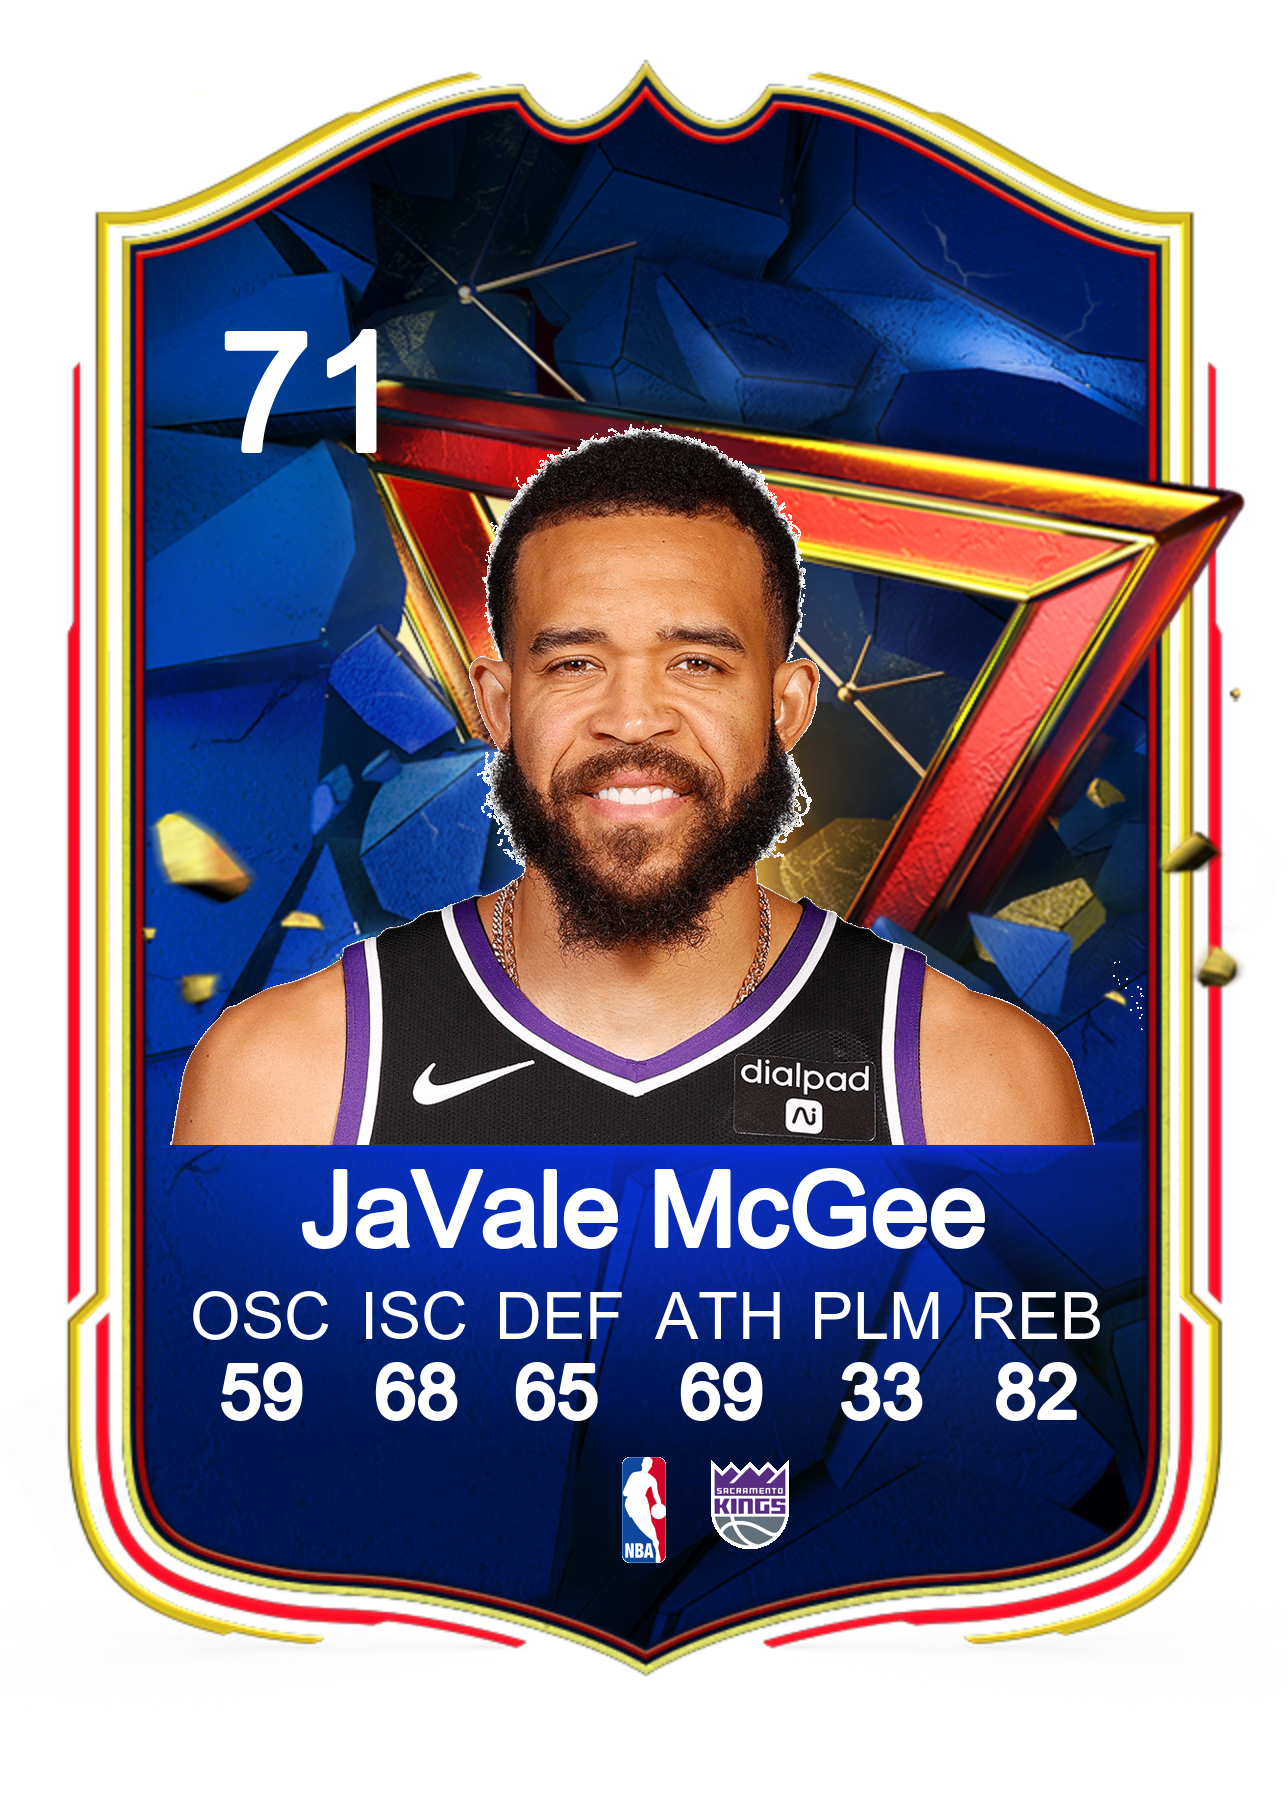 71
dialpad
Ai
JaVale McGee
OSC ISC DEF ATH PLM REB
59 68 65 69 33 82
NBA
SACRAMENTO
KINGS